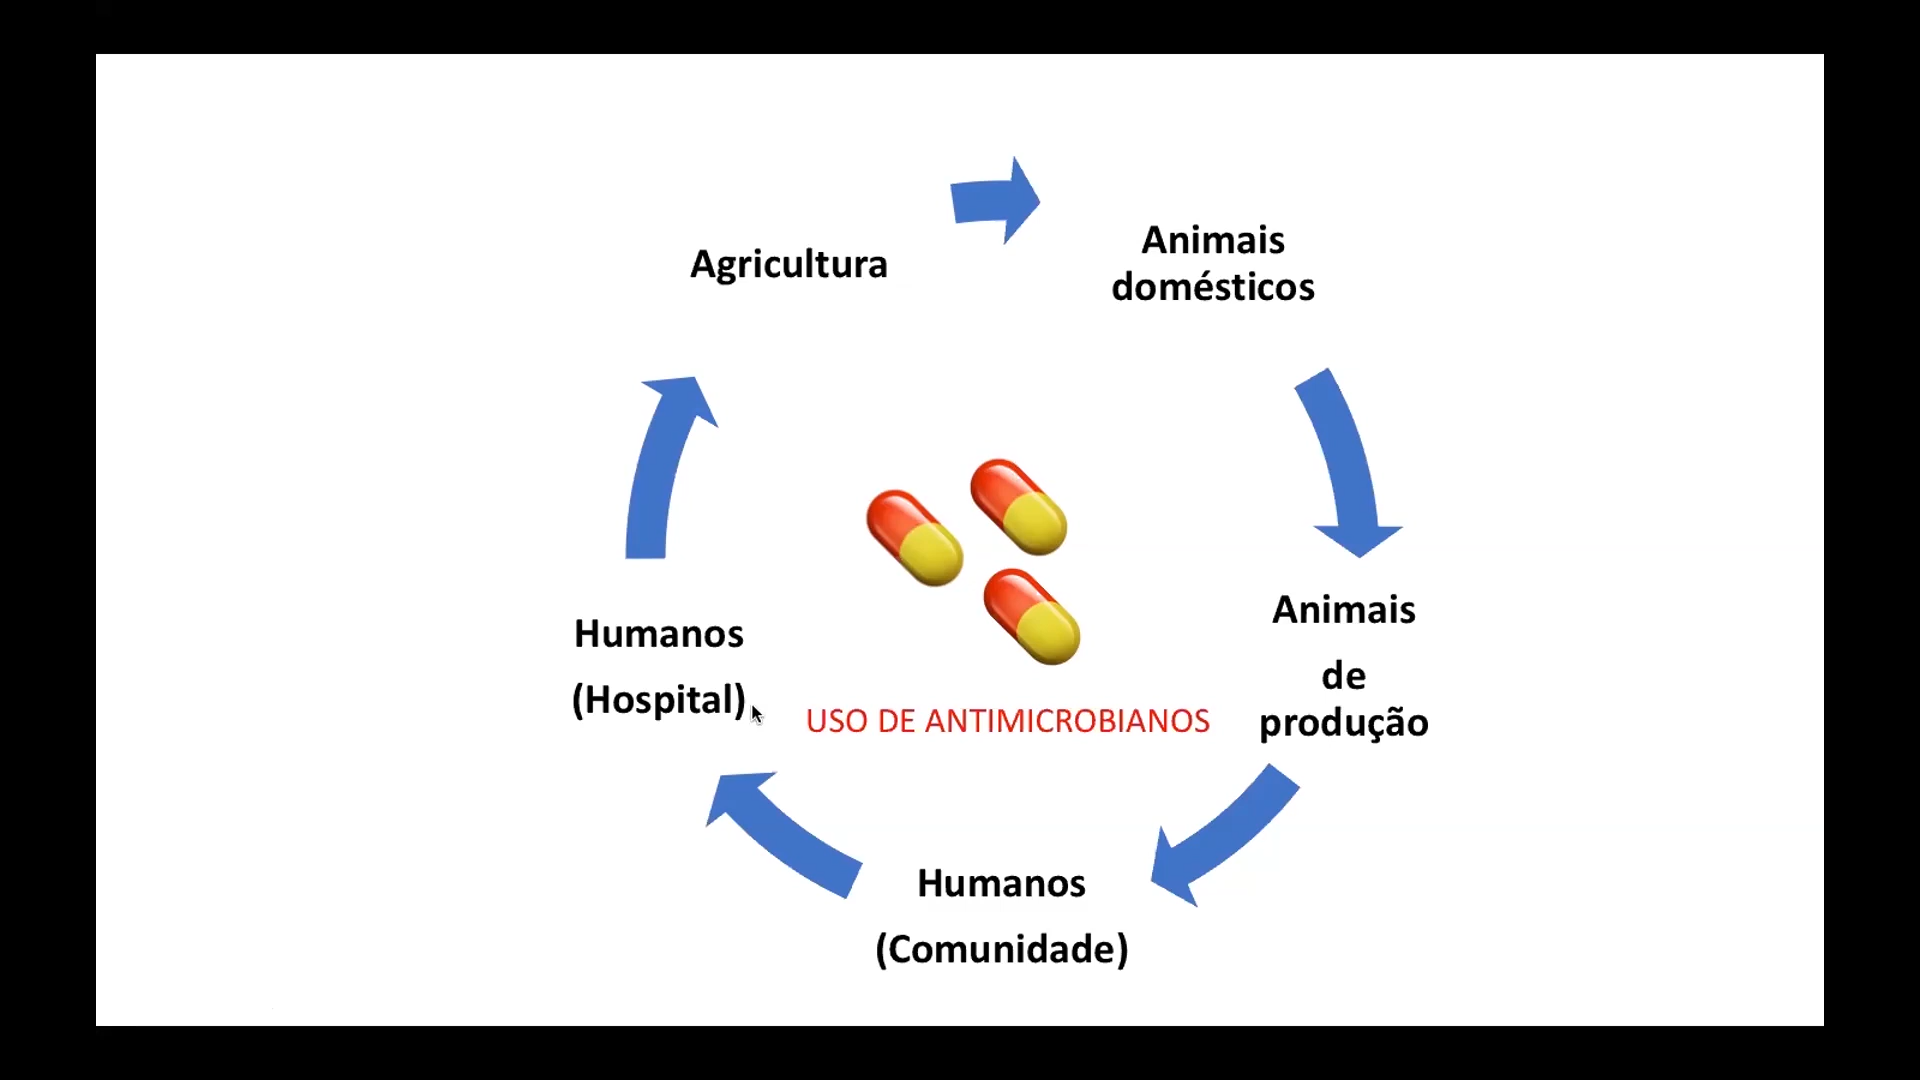 Agricultura
Animais
domésticos
Animais
de
produção
Humanos
(Comunidade)
Humanos
(Hospital)
USO DE ANTIMICROBIANOS